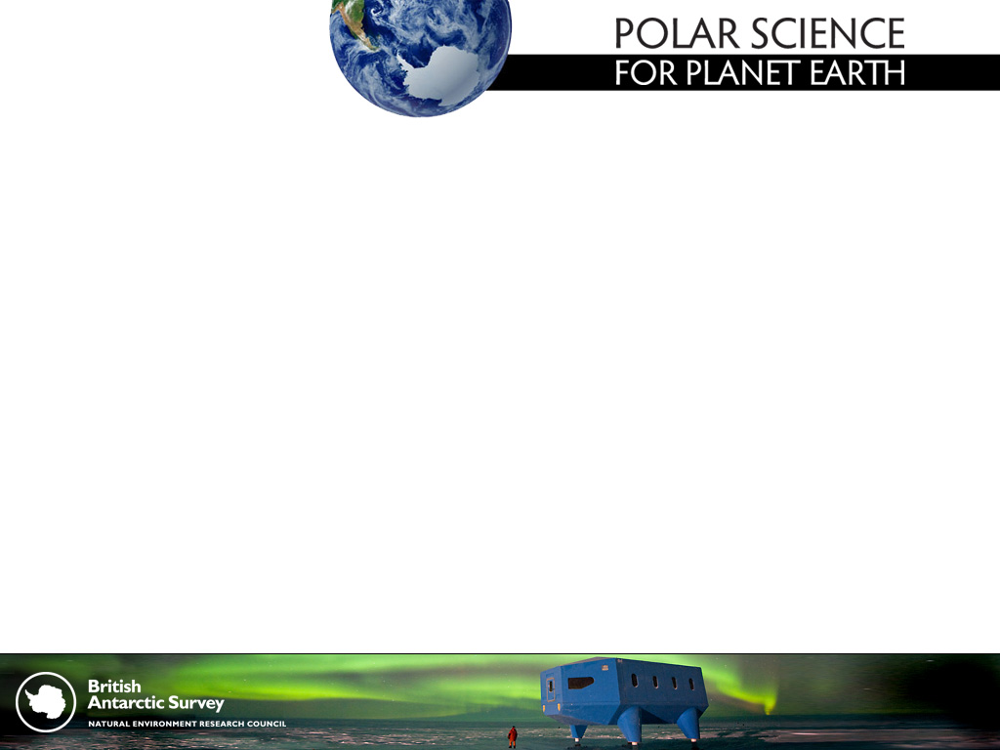 POLAR SCIENCE
FOR PLANET EARTH
British
Antarctic Survey
NATURAL ENVIRONMENT RESEARCH COUNCIL